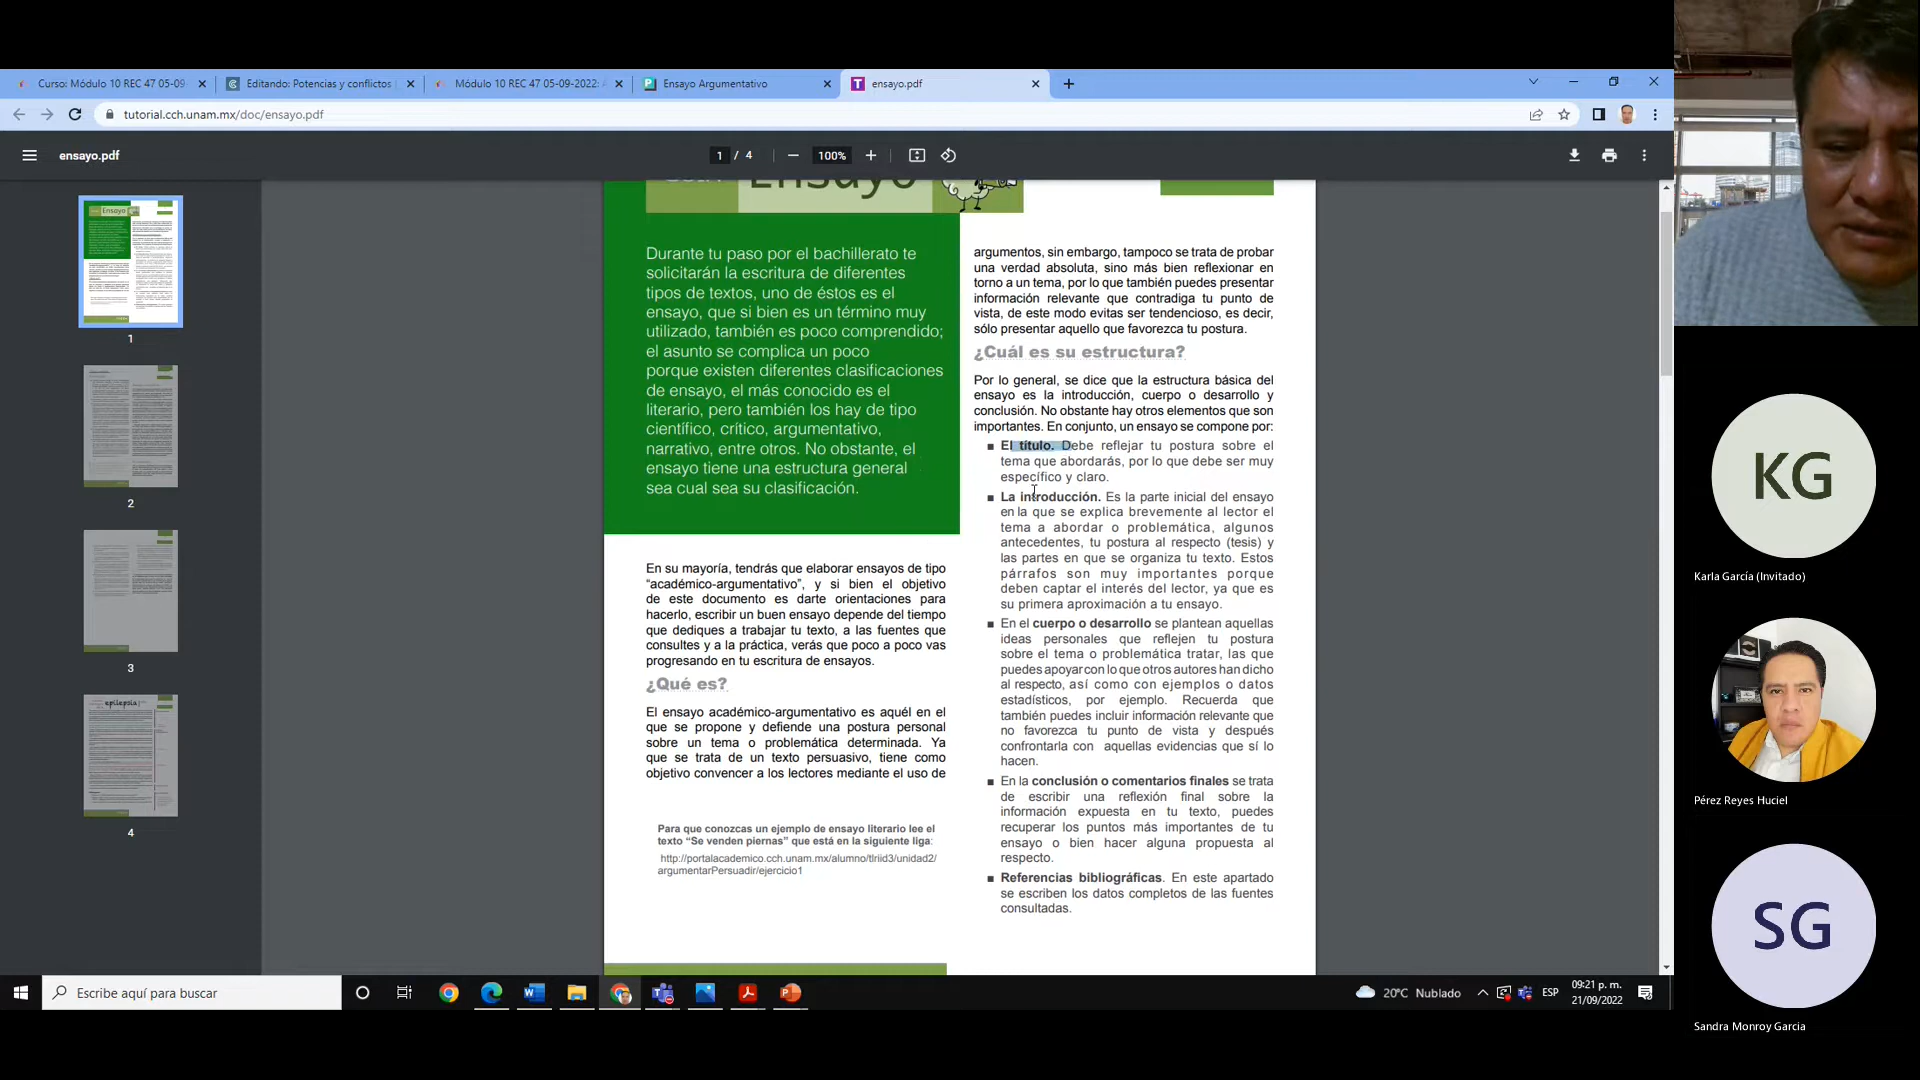 Curso: Módulo 10 REC 47 05-09
Editando: Potencias y conflictos
Módulo 10 REC 47 05-09-2022:
Ensayo Argumentativo
ensayo.pdf
tutorial.cch.unam.mx/doc/ensayo.pdf
ensayo.pdf
1 / 4
100%
Ensayo
1
2
epilepsia
3
4
Ensayo
Durante tu paso por el bachillerato te
solicitarán la escritura de diferentes
tipos de textos, uno de éstos es el
ensayo, que si bien es un término muy
utilizado, también es poco comprendido;
el asunto se complica un poco
porque existen diferentes clasificaciones
de ensayo, el más conocido es el
literario, pero también los hay de tipo
científico, crítico, argumentativo,
narrativo, entre otros. No obstante, el
ensayo tiene una estructura general
sea cual sea su clasificación.
En su mayoría, tendrás que elaborar ensayos de tipo
“académico-argumentativo”, y si bien el objetivo
de este documento es darte orientaciones para
hacerlo, escribir un buen ensayo depende del tiempo
que dediques a trabajar tu texto, a las fuentes que
consultes y a la práctica, verás que poco a poco vas
progresando en tu escritura de ensayos.
¿Qué es?
El ensayo académico-argumentativo es aquél en el
que se propone y defiende una postura personal
sobre un tema o problemática determinada. Ya
que se trata de un texto persuasivo, tiene como
objetivo convencer a los lectores mediante el uso de
Para que conozcas un ejemplo de ensayo literario lee el
texto “Se venden piernas” que está en la siguiente liga:
http://portalacademico.cch.unam.mx/alumno/tlriid3/unidad2/
argumentarPersuadir/ejercicio1
argumentos, sin embargo, tampoco se trata de probar
una verdad absoluta, sino más bien reflexionar en
torno a un tema, por lo que también puedes presentar
información relevante que contradiga tu punto de
vista, de este modo evitas ser tendencioso, es decir,
sólo presentar aquello que favorezca tu postura.
¿Cuál es su estructura?
Por lo general, se dice que la estructura básica del
ensayo es la introducción, cuerpo o desarrollo y
conclusión. No obstante hay otros elementos que son
importantes. En conjunto, un ensayo se compone por:
El título. Debe reflejar tu postura sobre el
tema que abordarás, por lo que debe ser muy
específico y claro.
La introducción. Es la parte inicial del ensayo
en la que se explica brevemente al lector el
tema a abordar o problemática, algunos
antecedentes, tu postura al respecto (tesis) y
las partes en que se organiza tu texto. Estos
párrafos son muy importantes porque
deben captar el interés del lector, ya que es
su primera aproximación a tu ensayo.
En el cuerpo o desarrollo se plantean aquellas
ideas personales que reflejen tu postura
sobre el tema o problemática tratar, las que
puedes apoyar con lo que otros autores han dicho
al respecto, así como con ejemplos o datos
estadísticos, por ejemplo. Recuerda que
también puedes incluir información relevante que
no favorezca tu punto de vista y después
confrontarla con aquellas evidencias que sí lo
hacen.
En la conclusión o comentarios finales se trata
de escribir una reflexión final sobre la
información expuesta en tu texto, puedes
recuperar los puntos más importantes de tu
ensayo o bien hacer alguna propuesta al
respecto.
Referencias bibliográficas. En este apartado
se escriben los datos completos de las fuentes
consultadas.
KG
Karla García (Invitado)
Pérez Reyes Huciel
SG
Sandra Monroy Garcia
Escribe aquí para buscar
20°C Nublado
ESP
09:21 p. m.
21/09/2022